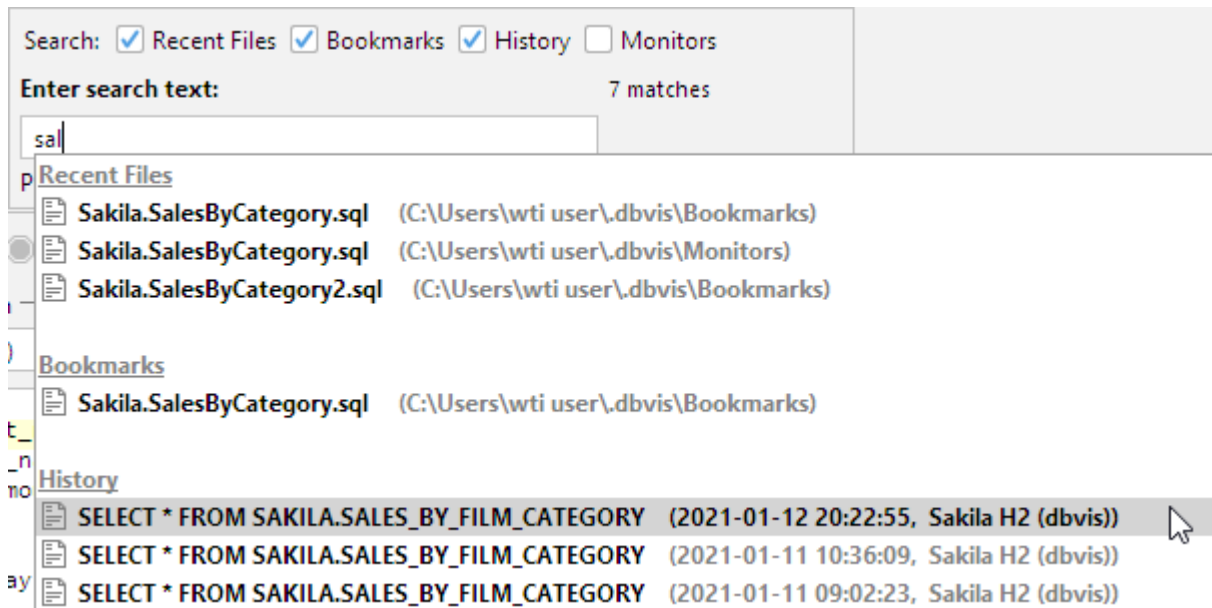 Search: Recent Files Bookmarks History Monitors
Enter search text: 7 matches
sal
Recent Files
Sakila.SalesByCategory.sql (C:\Users\wti user\.dbvis\Bookmarks)
Sakila.SalesByCategory.sql (C:\Users\wti user\.dbvis\Monitors)
Sakila.SalesByCategory2.sql (C:\Users\wti user\.dbvis\Bookmarks)
Bookmarks
Sakila.SalesByCategory.sql (C:\Users\wti user\.dbvis\Bookmarks)
History
SELECT * FROM SAKILA.SALES_BY_FILM_CATEGORY (2021-01-12 20:22:55, Sakila H2 (dbvis))
SELECT * FROM SAKILA.SALES_BY_FILM_CATEGORY (2021-01-11 10:36:09, Sakila H2 (dbvis))
SELECT * FROM SAKILA.SALES_BY_FILM_CATEGORY (2021-01-11 09:02:23, Sakila H2 (dbvis))